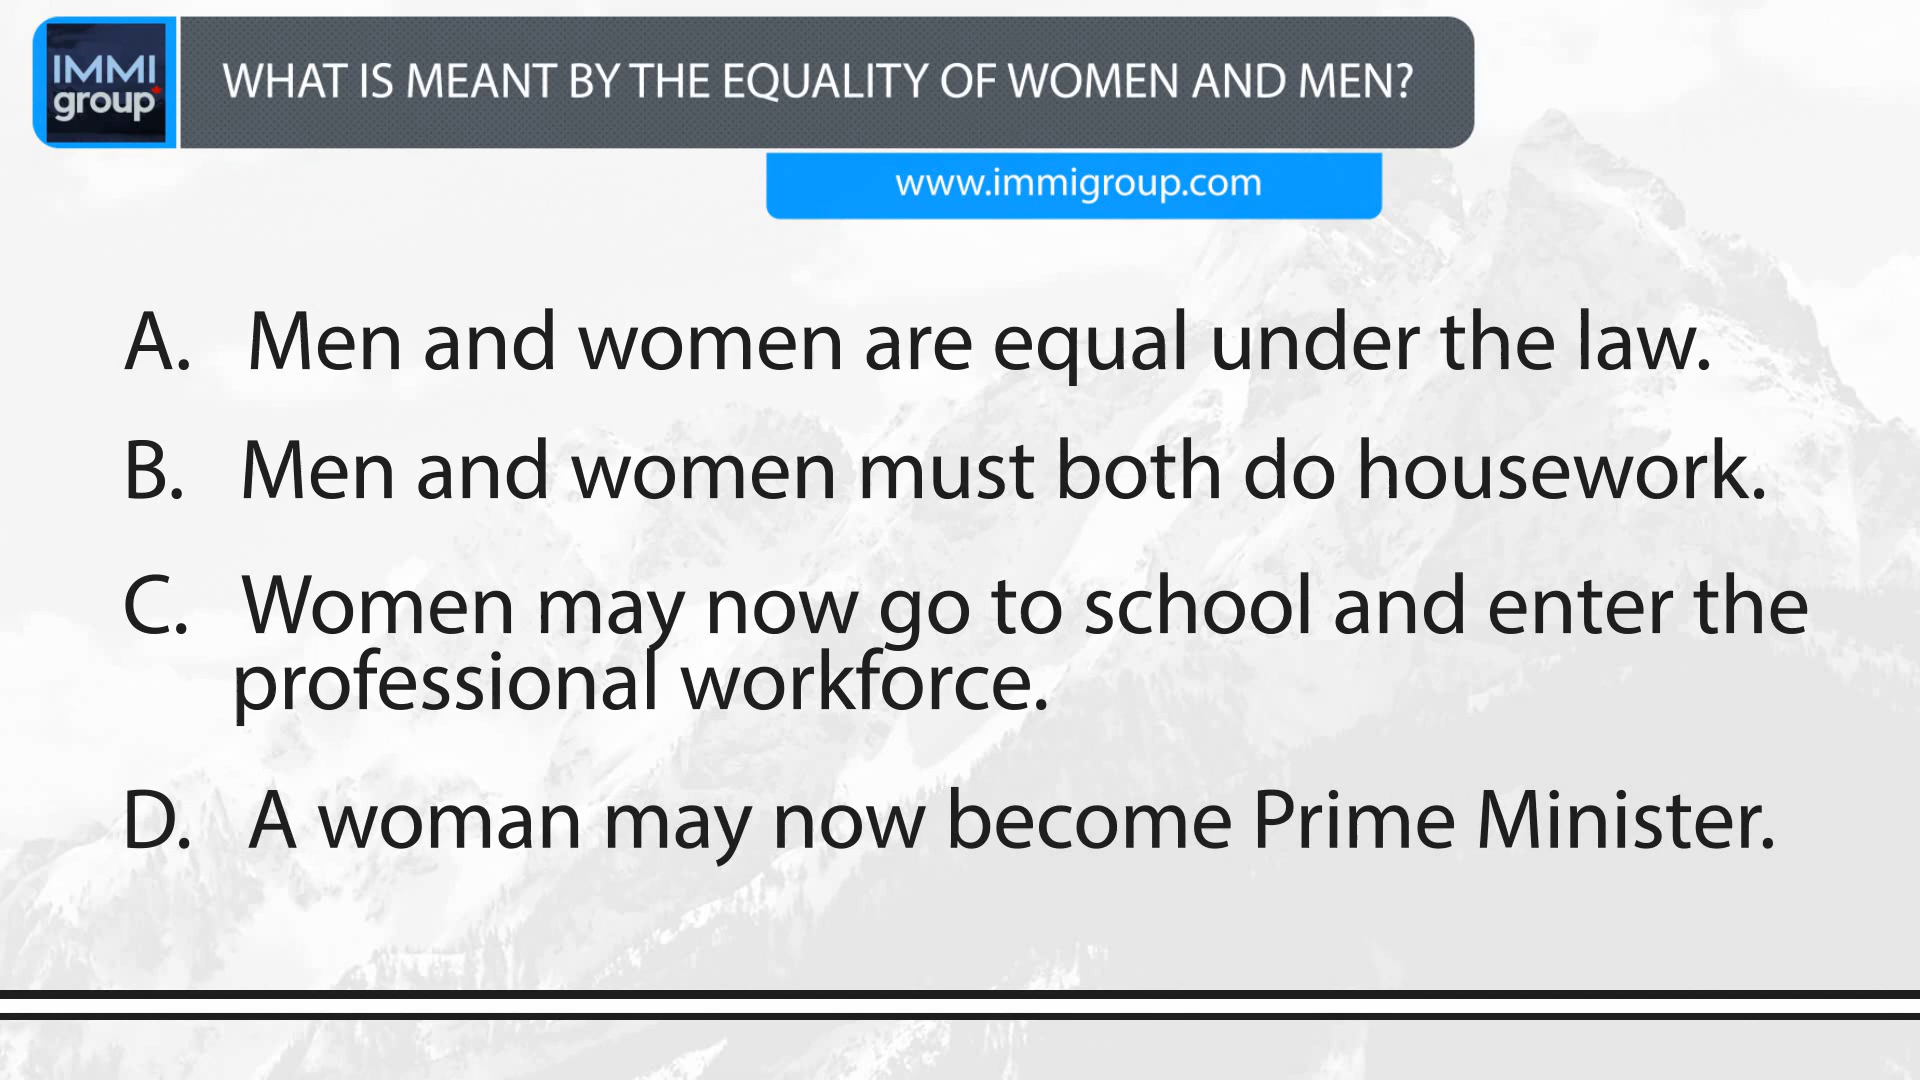 IMMI
group
WHAT IS MEANT BY THE EQUALITY OF WOMEN AND MEN?
www.immigroup.com
A. Men and women are equal under the law.
B. Men and women must both do housework.
C. Women may now go to school and enter the
professional workforce.
D. A woman may now become Prime Minister.